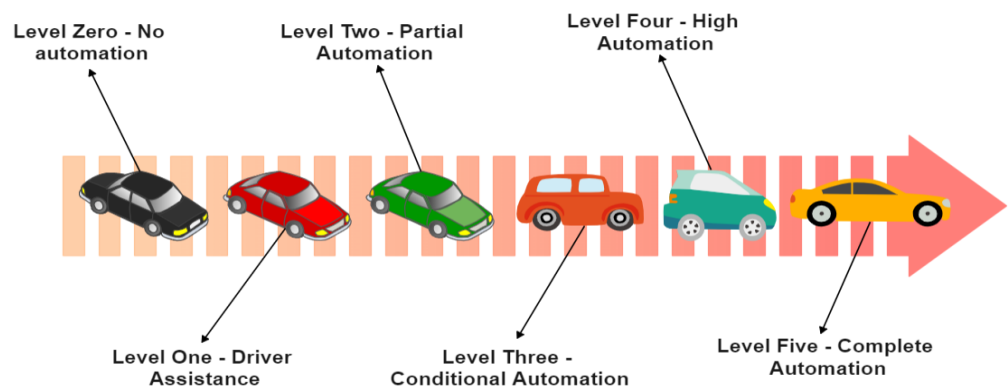 Level Zero - No
automation
Level Two - Partial
Automation
Level Four - High
Automation
Level One - Driver
Assistance
Level Three -
Conditional Automation
Level Five - Complete
Automation